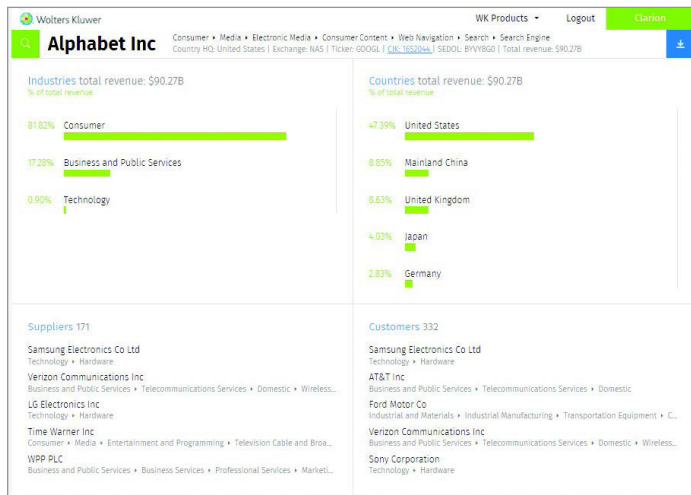 Wolters Kluwer
WK Products
Logout
Clarion
Alphabet Inc
Consumer ▸ Media ▸ Electronic Media ▸ Consumer Content ▸ Web Navigation ▸ Search ▸ Search Engine
Country HQ: United States | Exchange: NAS | Ticker: GOOGL | CIK: 1652044 | SEDOL: BYVY8G0 | Total revenue: $90.27B
Industries total revenue: $90.27B
% of total revenue
81.82% Consumer
17.28% Business and Public Services
0.90% Technology
Countries total revenue: $90.27B
% of total revenue
47.39% United States
8.85% Mainland China
8.63% United Kingdom
4.03% Japan
2.83% Germany
Suppliers 171
Samsung Electronics Co Ltd
Technology ▸ Hardware
Verizon Communications Inc
Business and Public Services ▸ Telecommunications Services ▸ Domestic ▸ Wireless...
LG Electronics Inc
Technology ▸ Hardware
Time Warner Inc
Consumer ▸ Media ▸ Entertainment and Programming ▸ Television Cable and Broa...
WPP PLC
Business and Public Services ▸ Business Services ▸ Professional Services ▸ Marketi...
Customers 332
Samsung Electronics Co Ltd
Technology ▸ Hardware
AT&T Inc
Business and Public Services ▸ Telecommunications Services ▸ Domestic
Ford Motor Co
Industrial and Materials ▸ Industrial Manufacturing ▸ Transportation Equipment ▸ C...
Verizon Communications Inc
Business and Public Services ▸ Telecommunications Services ▸ Domestic ▸ Wireless...
Sony Corporation
Technology ▸ Hardware